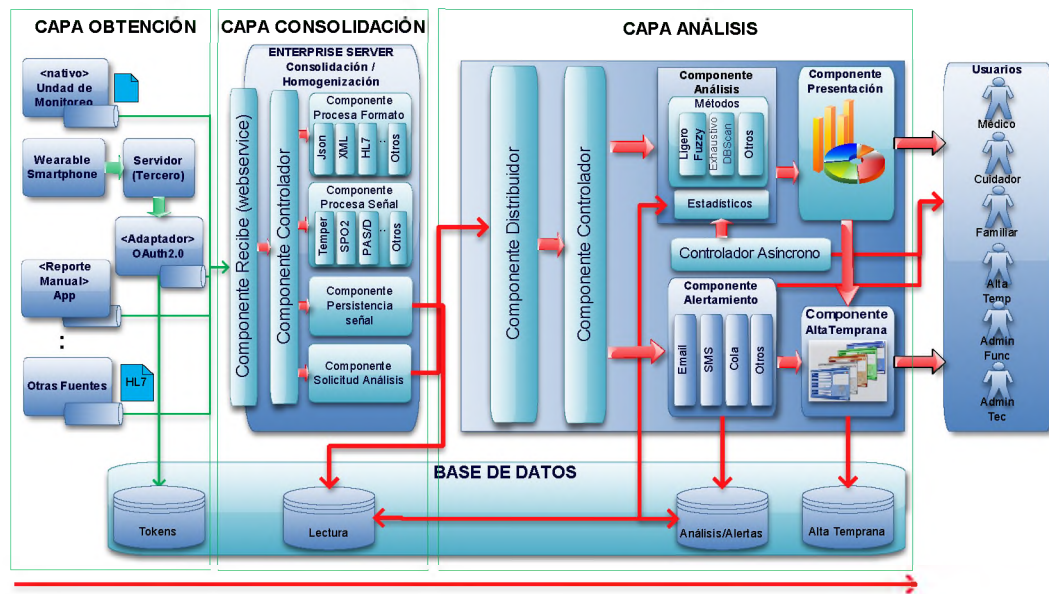 CAPA OBTENCIÓN
<nativo>
Undad de
Monitoreo
Wearable
Smartphone
Servidor
(Tercero)
<Adaptador>
OAuth2.0
<Reporte
Manual>
App
:
Otras Fuentes
HL7
CAPA CONSOLIDACIÓN
ENTERPRISE SERVER
Consolidación /
Homogenización
Componente Recibe (webservice)
Componente Controlador
Componente
Procesa Formato
Json
XML
HL7
..
Otros
Componente
Procesa Señal
Temper
SPO2
PAS/D
..
Otros
Componente
Persistencia
señal
Componente
Solicitud Análisis
CAPA ANÁLISIS
Componente Distribuidor
Componente Controlador
Componente
Análisis
Métodos
Ligero
Fuzzy
Exhaustivo
DBScan
Otros
Estadísticos
Componente
Presentación
Controlador Asíncrono
Componente
Alertamiento
Email
SMS
Cola
Otros
Componente
AltaTemprana
Usuarios
Médico
Cuidador
Familiar
Alta
Temp
Admin
Func
Admin
Tec
BASE DE DATOS
Tokens
Lectura
Análisis/Alertas
Alta Temprana